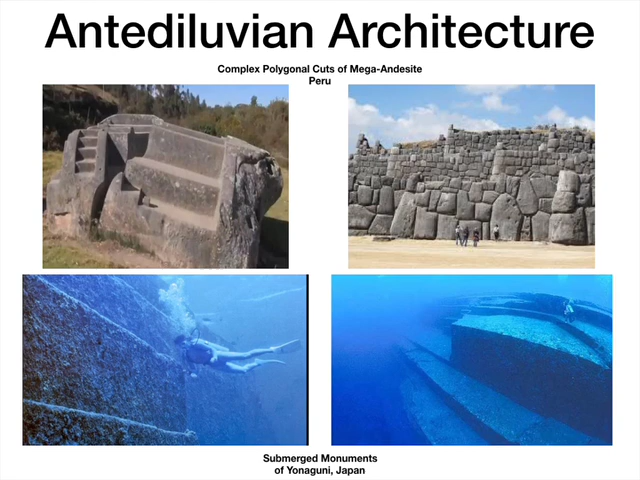 Antediluvian Architecture
Complex Polygonal Cuts of Mega-Andesite
Peru
Submerged Monuments
of Yonaguni, Japan